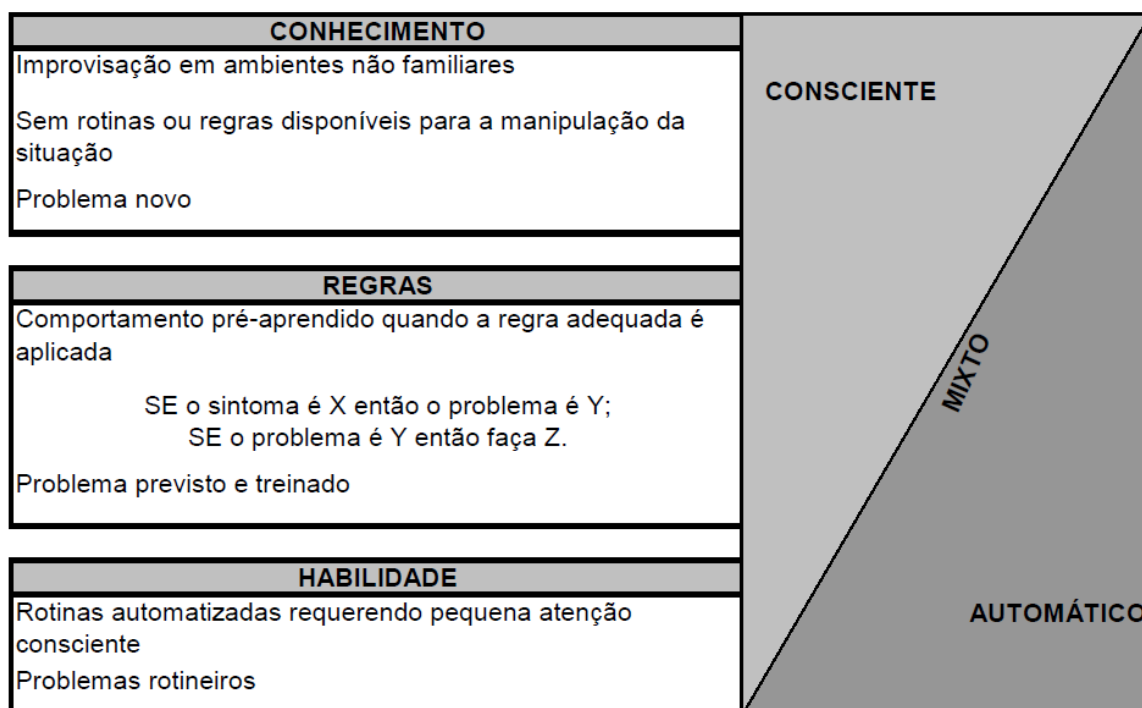 CONHECIMENTO
Improvisação em ambientes não familiares
Sem rotinas ou regras disponíveis para a manipulação da
situação
Problema novo
REGRAS
Comportamento pré-aprendido quando a regra adequada é
aplicada
SE o sintoma é X então o problema é Y;
SE o problema é Y então faça Z.
Problema previsto e treinado
HABILIDADE
Rotinas automatizadas requerendo pequena atenção
consciente
Problemas rotineiros
CONSCIENTE
MIXTO
AUTOMÁTICO